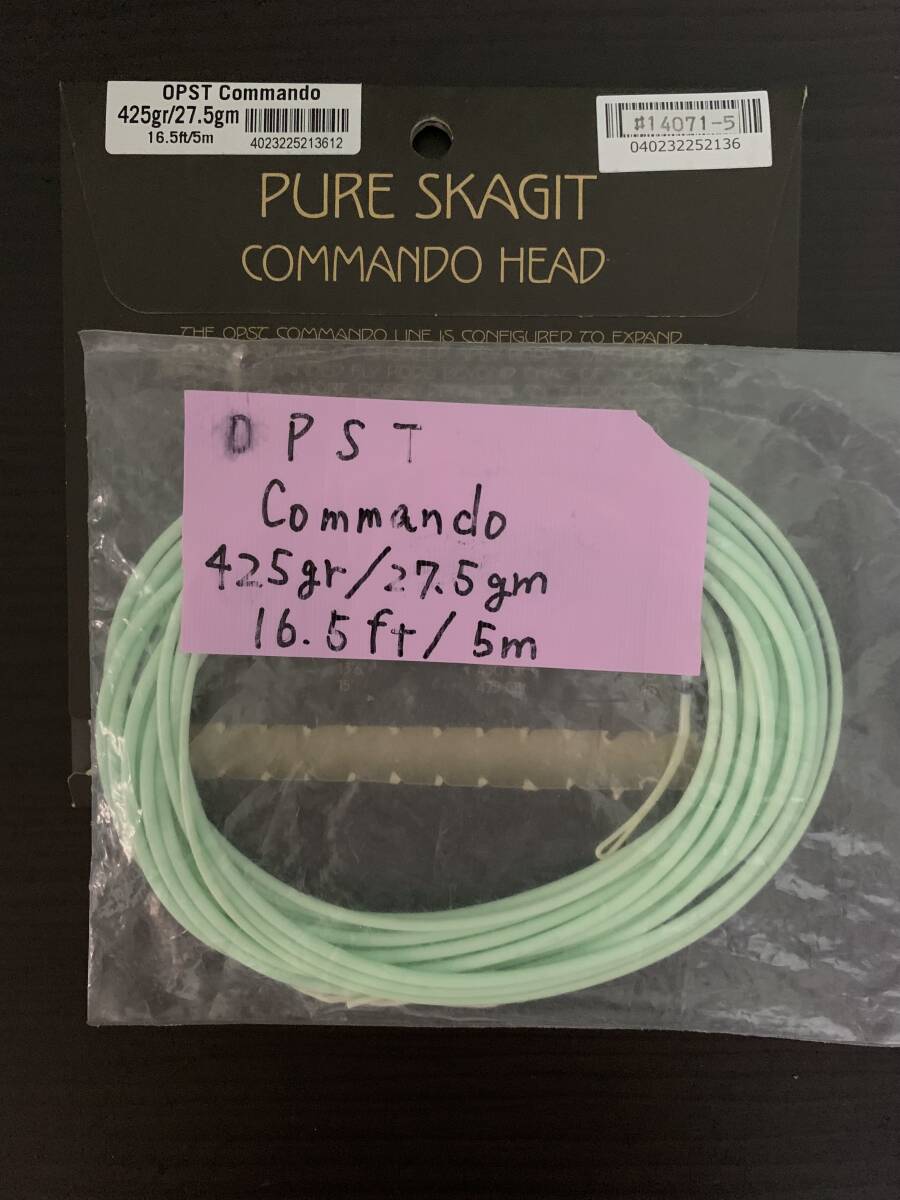 OPST Commando
425gr/27.5gm
16.5ft/5m
4023225213612
#14071-5
040232252136
PURE SKAGIT
COMMANDO HEAD
THE OPST COMMANDO LINE IS CONFIGURED TO EXPAND
OPST
Commando
425gr/27.5gm
16.5ft/5m